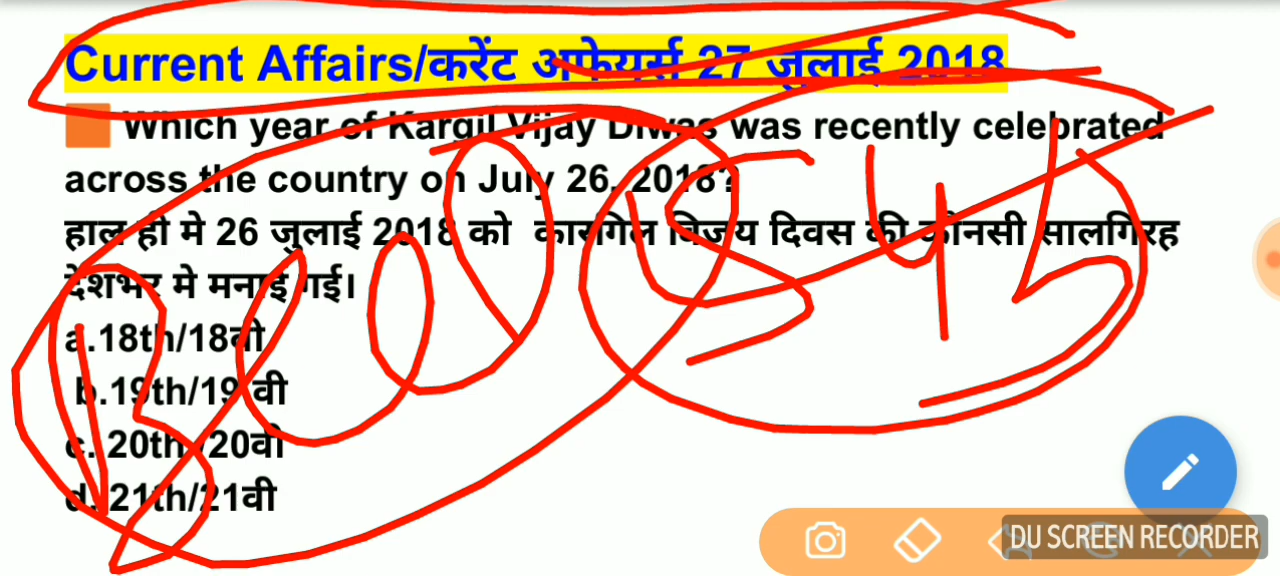 Current Affairs/करेंट अफेयर्स 27 जुलाई 2018
Which year of Kargil Vijay Diwas was recently celebrated
across the country on July 26, 2018?
हाल ही मे 26 जुलाई 2018 को कारगिल विजय दिवस की कौनसी सालगिरह
देशभर मे मनाई गई।
a.18th/18वी
b.19th/19वी
c. 20th/20वी
d. 21th/21वी
DU SCREEN RECORDER